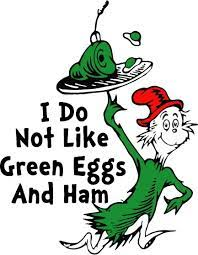 I Do
Not Like
Green Eggs
And Ham